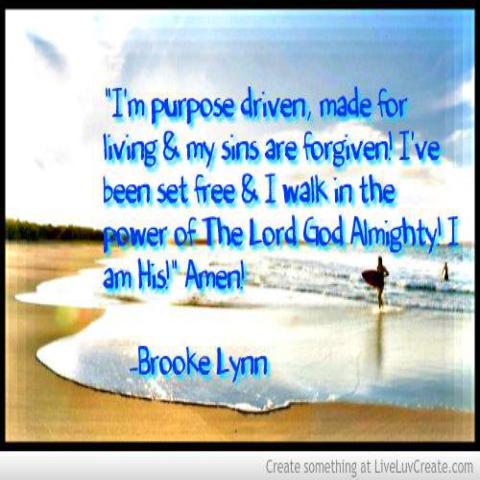 "I'm purpose driven, made for
living & my sins are forgiven! I've
been set free & I walk in the
power of The Lord God Almighty! I
am His!" Amen!
-Brooke Lynn
Create something at LiveLuvCreate.com